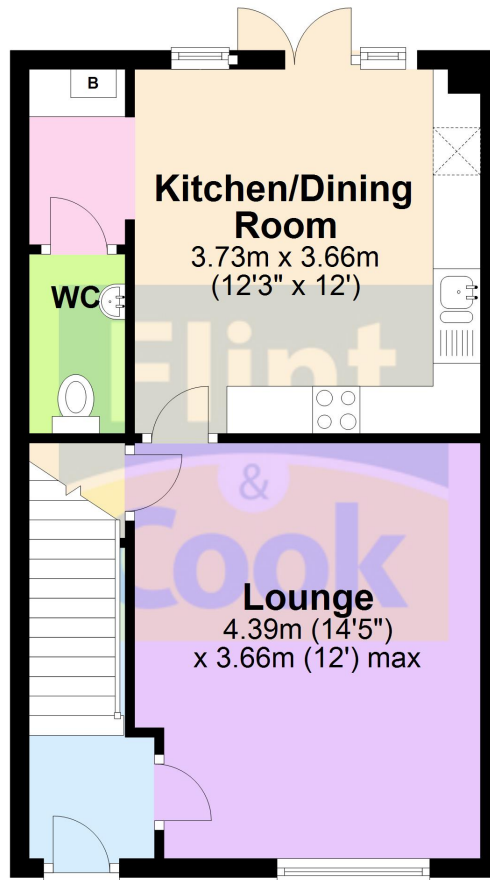 B
Kitchen/Dining
Room
3.73m x 3.66m
(12'3" x 12')
WC
Flint
&
Cook
Lounge
4.39m (14'5")
x 3.66m (12') max